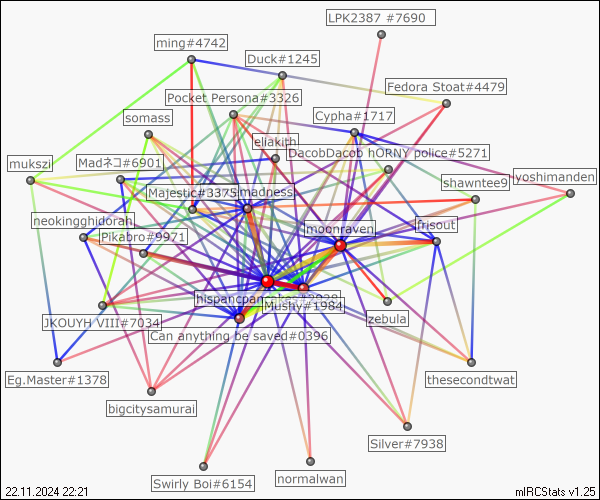 LPK2387 #7690
ming#4742
Duck#1245
Fedora Stoat#4479
Pocket Persona#3326
somass
Cypha#1717
eliakith
DacobDacob hORNY police#5271
mukszi
Madネコ#6901
shawntee9
yoshimanden
Majestic#3375
madness
neokingghidorah
frisout
moonraven
Pikabro#9971
hispancpancakes
Mushy#1984
JKOUYH VIII#7034
zebula
Can anything be saved#0396
Eg.Master#1378
thesecondtwat
bigcitysamurai
Silver#7938
Swirly Boi#6154
normalwan
22.11.2024 22:21
mIRCStats v1.25